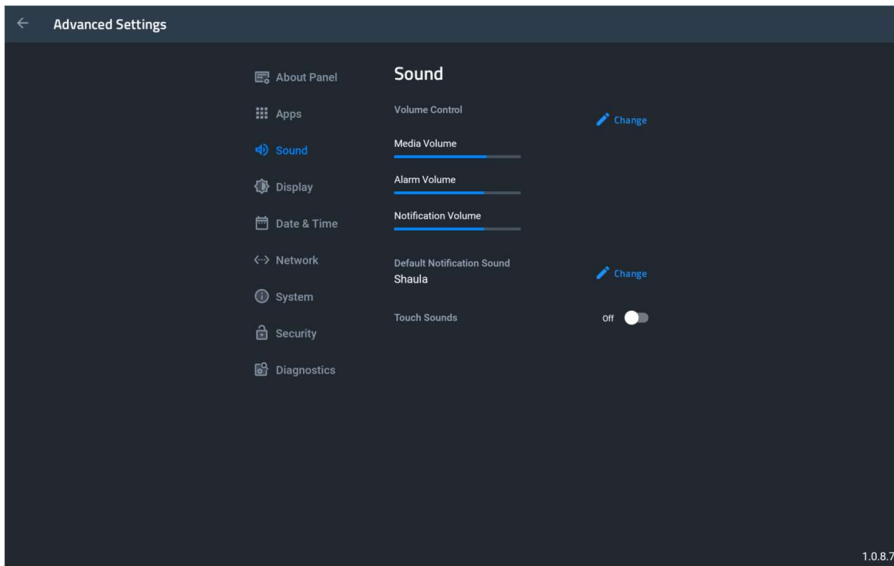 Advanced Settings
About Panel
Apps
Sound
Display
Date & Time
Network
System
Security
Diagnostics
Sound
Volume Control
Change
Media Volume
Alarm Volume
Notification Volume
Default Notification Sound
Shaula
Change
Touch Sounds
Off
1.0.8.7